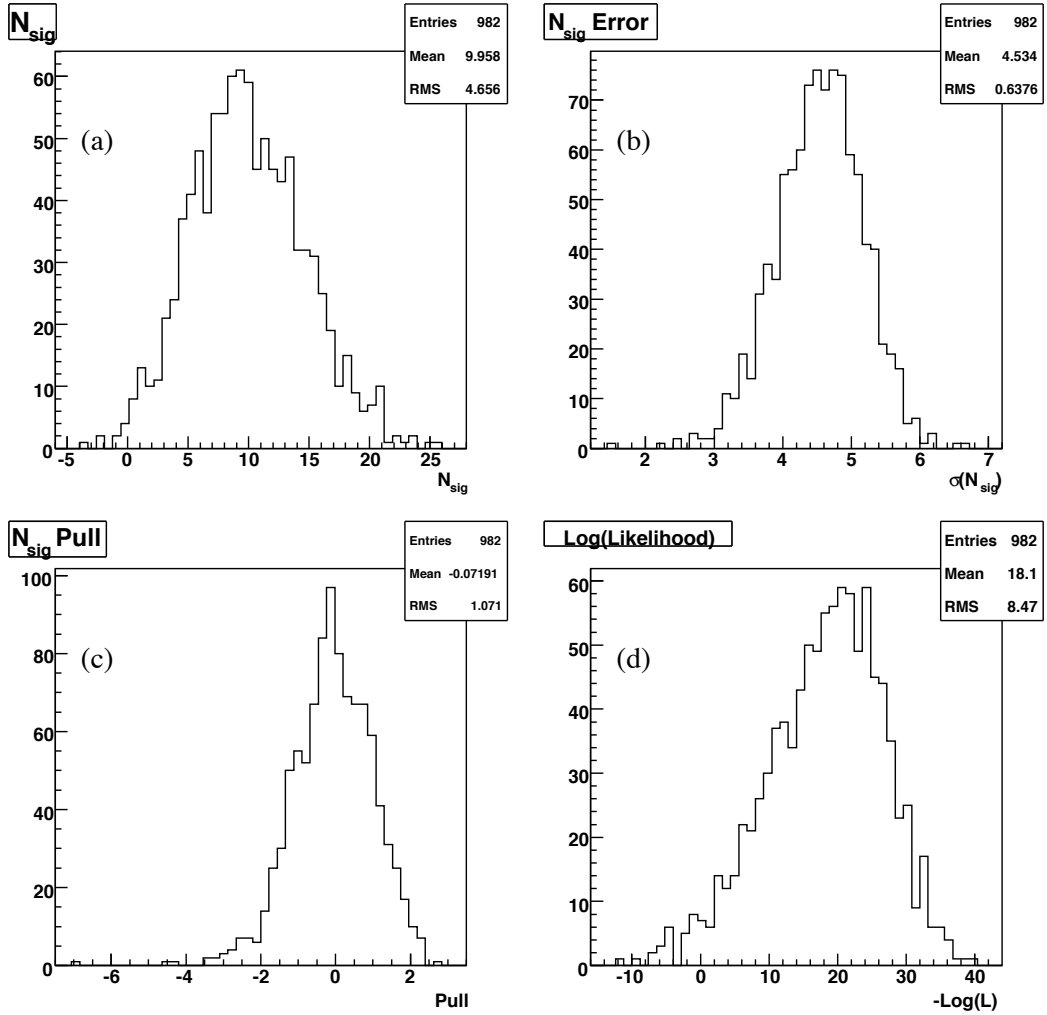 N_sig
Entries 982
Mean 9.958
RMS 4.656
(a)
60
50
40
30
20
10
0
-5 0 5 10 15 20 25
N_sig
N_sig Error
Entries 982
Mean 4.534
RMS 0.6376
(b)
70
60
50
40
30
20
10
0
2 3 4 5 6 7
σ(N_sig)
N_sig Pull
Entries 982
Mean -0.07191
RMS 1.071
(c)
100
80
60
40
20
0
-6 -4 -2 0 2
Pull
Log(Likelihood)
Entries 982
Mean 18.1
RMS 8.47
(d)
60
50
40
30
20
10
0
-10 0 10 20 30 40
-Log(L)